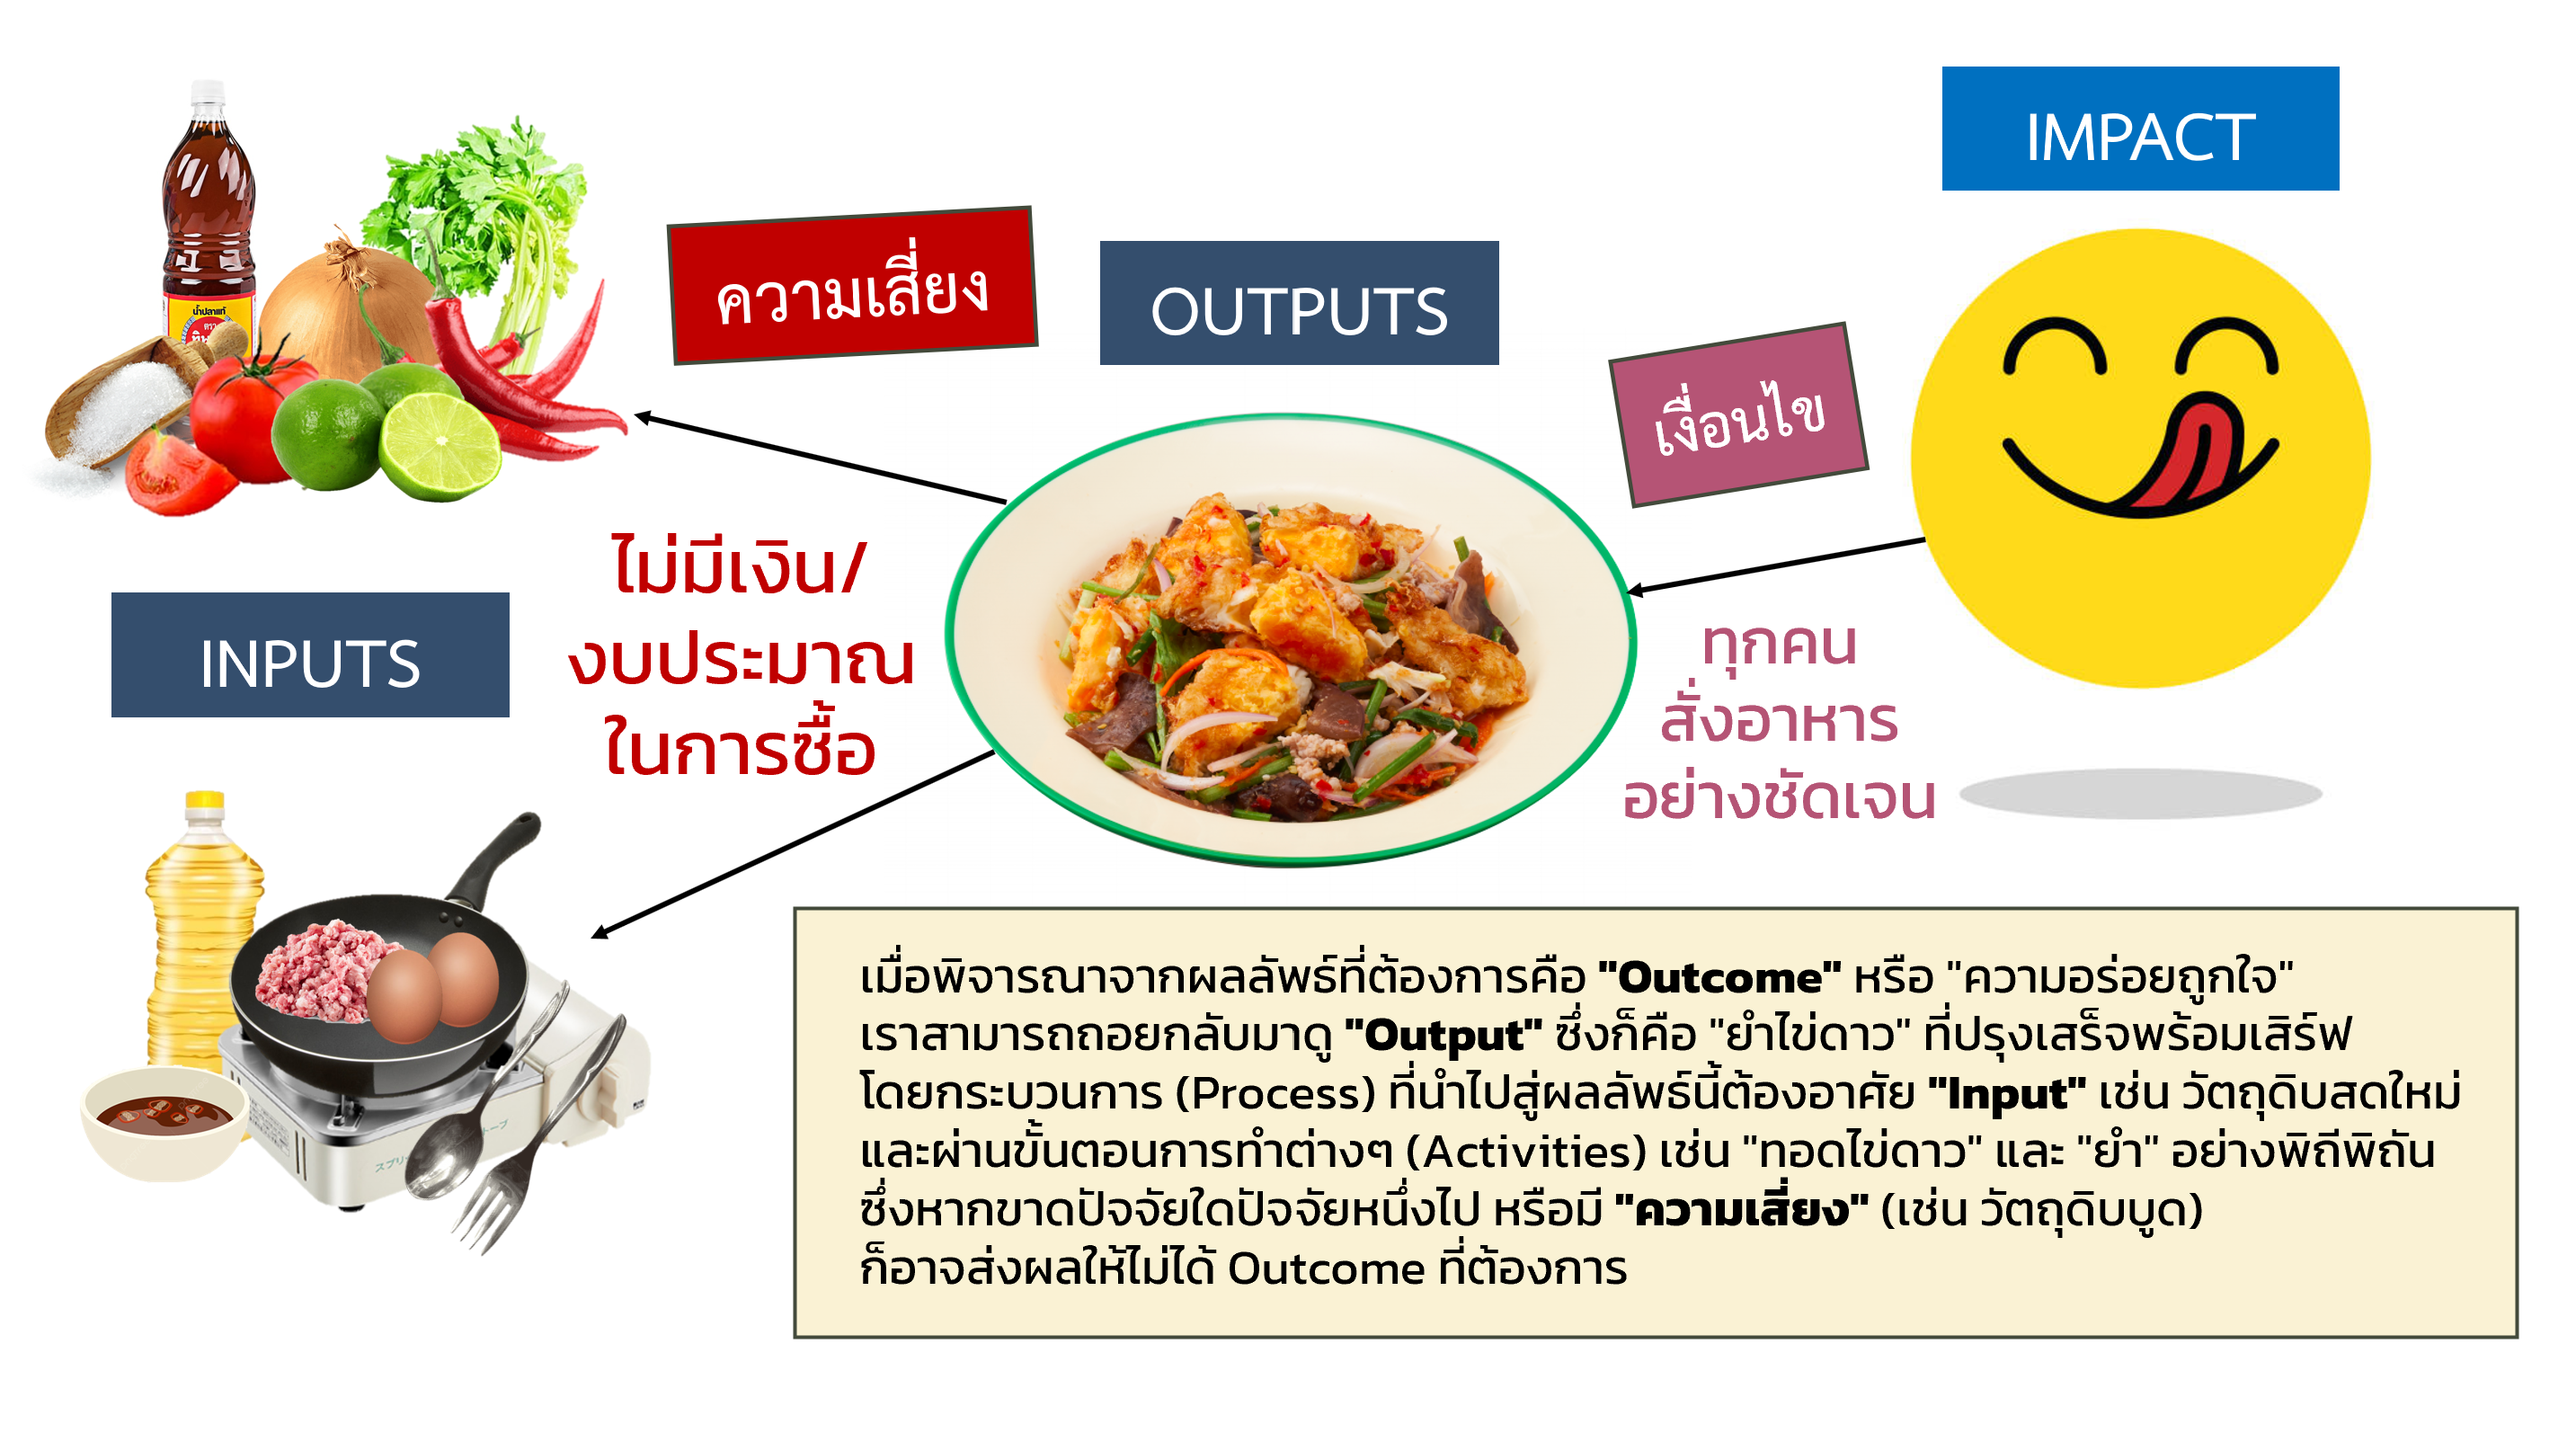 IMPACT
ความเสี่ยง
OUTPUTS
เงื่อนไข
น้ำปลาแท้
ไม่มีเงิน/
งบประมาณ
ในการซื้อ
INPUTS
ทุกคน
สั่งอาหาร
อย่างชัดเจน
เมื่อพิจารณาจากผลลัพธ์ที่ต้องการคือ "Outcome" หรือ "ความอร่อยถูกใจ"
เราสามารถถอยกลับมาดู "Output" ซึ่งก็คือ "ยำไข่ดาว" ที่ปรุงเสร็จพร้อมเสิร์ฟ
โดยกระบวนการ (Process) ที่นำไปสู่ผลลัพธ์นี้ต้องอาศัย "Input" เช่น วัตถุดิบสดใหม่
และผ่านขั้นตอนการทำต่างๆ (Activities) เช่น "ทอดไข่ดาว" และ "ยำ" อย่างพิถีพิถัน
ซึ่งหากขาดปัจจัยใดปัจจัยหนึ่งไป หรือมี "ความเสี่ยง" (เช่น วัตถุดิบบูด)
ก็อาจส่งผลให้ไม่ได้ Outcome ที่ต้องการ